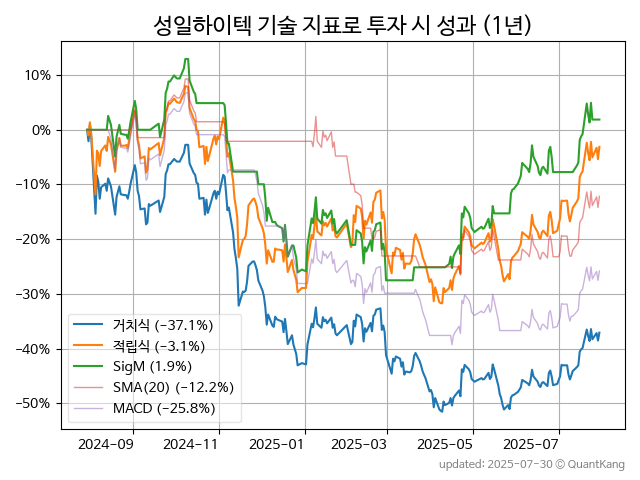 성일하이텍 기술 지표로 투자 시 성과 (1년)
10%
0%
−10%
−20%
−30%
−40%
−50%
거치식 (−37.1%)
적립식 (−3.1%)
SigM (1.9%)
SMA(20) (−12.2%)
MACD (−25.8%)
2024-09
2024-11
2025-01
2025-03
2025-05
2025-07
updated: 2025-07-30 © QuantKang